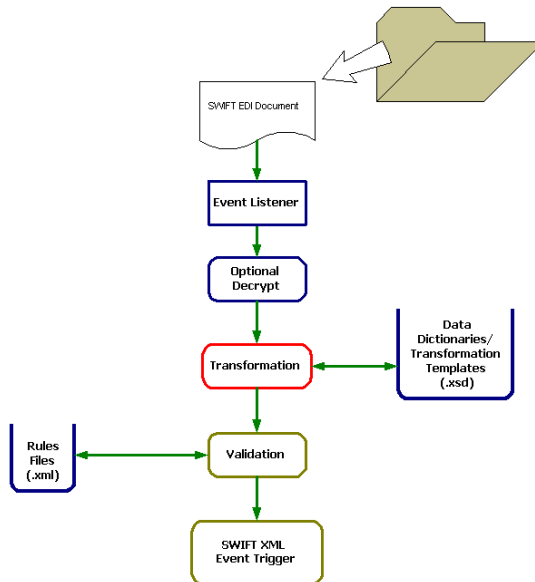 SWIFT EDI Document
Event Listener
Optional
Decrypt
Transformation
Data
Dictionaries/
Transformation
Templates
(.xsd)
Rules
Files
(.xml)
Validation
SWIFT XML
Event Trigger